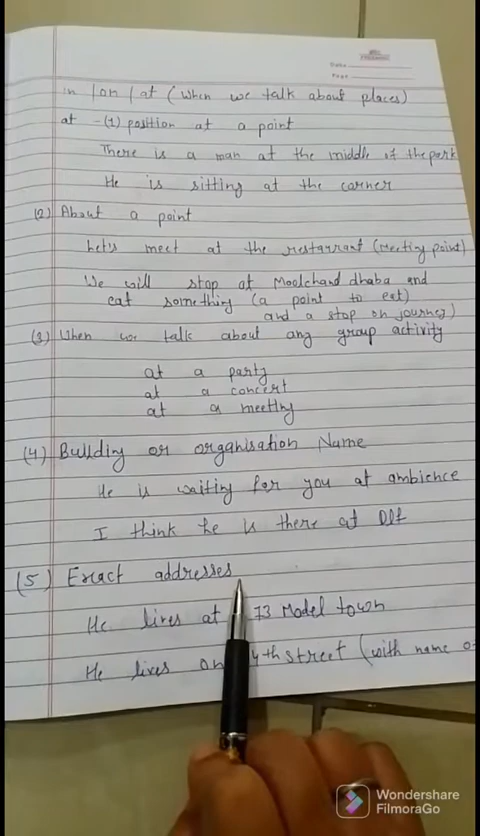 Date
Page
in / on / at (when we talk about places)
at - (1) position at a point
There is a man at the middle of the park
He is sitting at the corner
(2) About a point
Let's meet at the restarrant (Meeting point)
We will stop at Moolchand dhaba and
eat something (a point to eat)
and a stop on journey)
(3) When we talk about any group activity
at a party
at a concert
at a meeting
(4) Building or organisation Name
He is waiting for you at ambience
I think he is there at Dlf
(5) Exact addresses
He lives at 73 Model town
He lives on 4th street (with name o
Wondershare
FilmoraGo